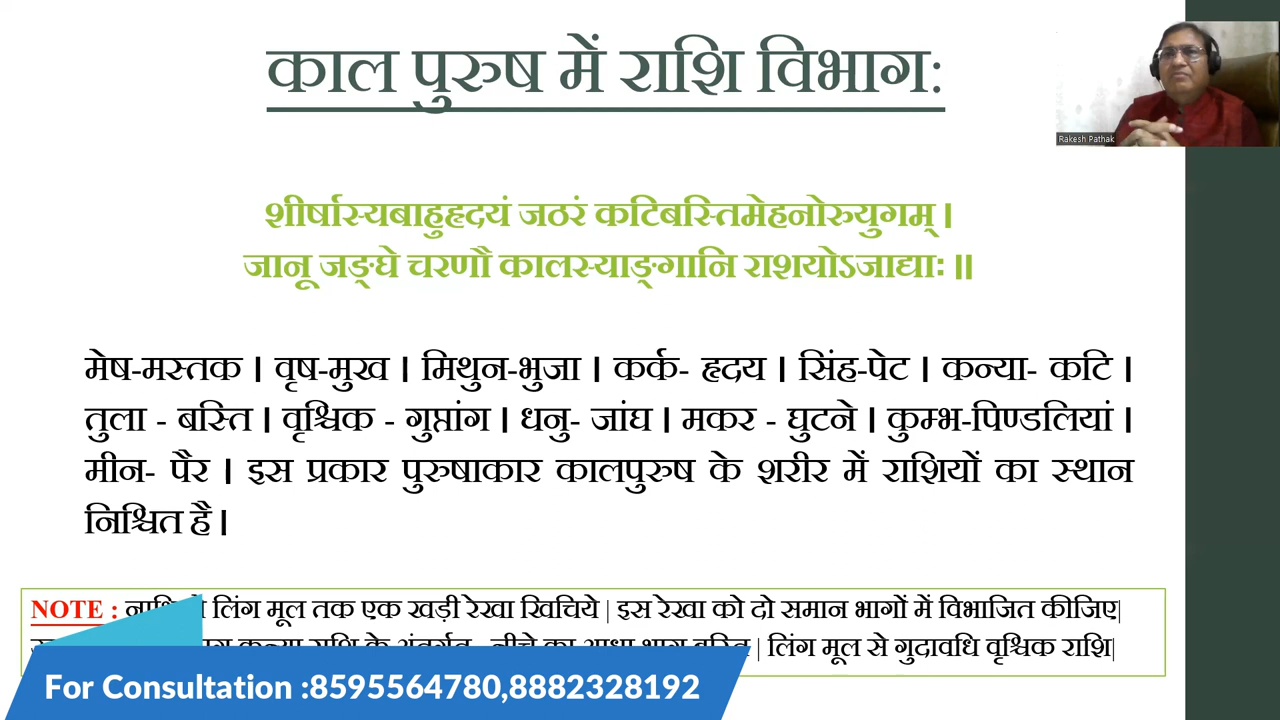 काल पुरुष में राशि विभाग:
Rakesh Pathak
शीर्षास्यबाहुहृदयं जठरं कटिबस्तिमेहनोरुयुगम् ।
जानू जङ्घे चरणौ कालस्याङ्गानि राशयोऽजाद्याः ॥
मेष-मस्तक । वृष-मुख । मिथुन-भुजा । कर्क- हृदय । सिंह-पेट । कन्या- कटि ।
तुला - बस्ति । वृश्चिक - गुप्तांग । धनु- जांघ । मकर - घुटने । कुम्भ-पिण्डलियां ।
मीन- पैर । इस प्रकार पुरुषाकार कालपुरुष के शरीर में राशियों का स्थान
निश्चित है ।
NOTE : लिंग मूल तक एक खड़ी रेखा खिचिये | इस रेखा को दो समान भागों में विभाजित कीजिए|
कन्या राशि के अंतर्गत नीचे का आधा भाग | लिंग मूल से गुदावधि वृश्चिक राशि|
For Consultation :8595564780,8882328192